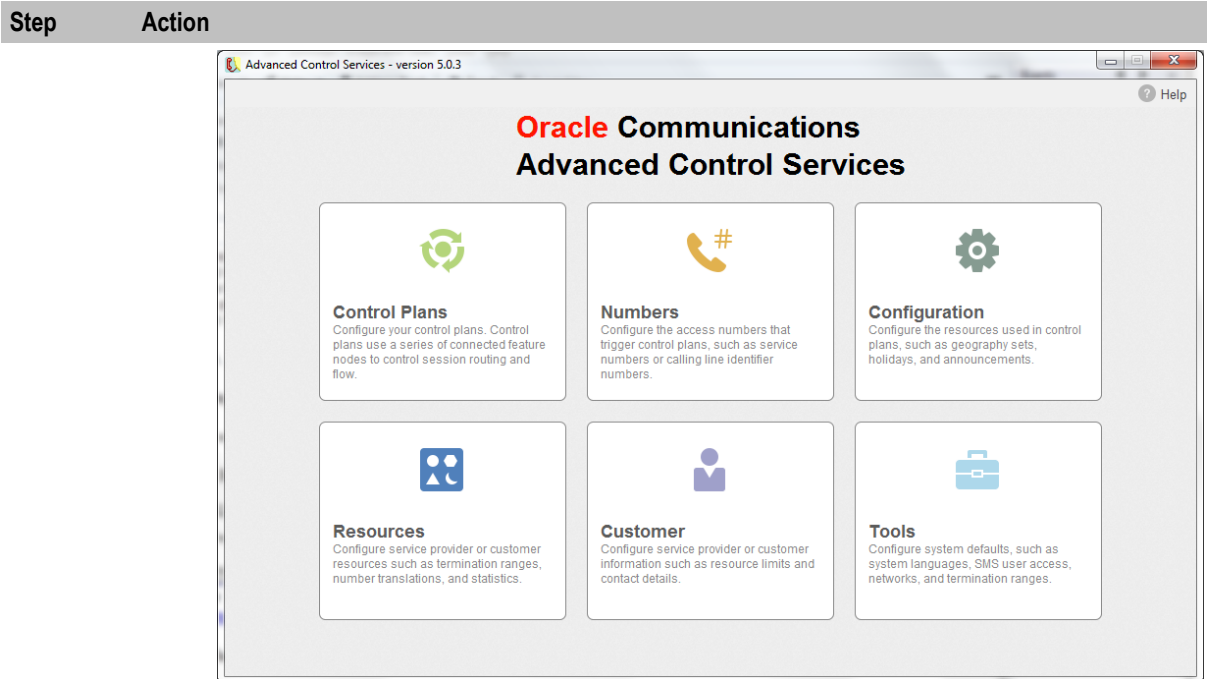 Step Action
Advanced Control Services - version 5.0.3
Help
Oracle Communications
Advanced Control Services
Control Plans
Configure your control plans. Control
plans use a series of connected feature
nodes to control session routing and
flow.
Numbers
Configure the access numbers that
trigger control plans, such as service
numbers or calling line identifier
numbers.
Configuration
Configure the resources used in control
plans, such as geography sets,
holidays, and announcements.
Resources
Configure service provider or customer
resources such as termination ranges,
number translations, and statistics.
Customer
Configure service provider or customer
information such as resource limits and
contact details.
Tools
Configure system defaults, such as
system languages, SMS user access,
networks, and termination ranges.